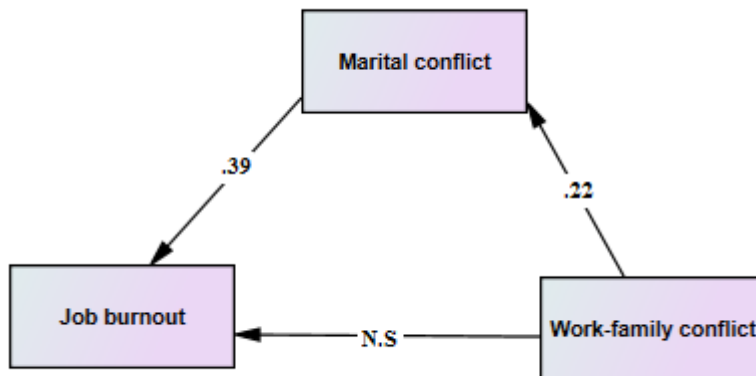 Marital conflict
.39
.22
Job burnout
N.S
Work-family conflict